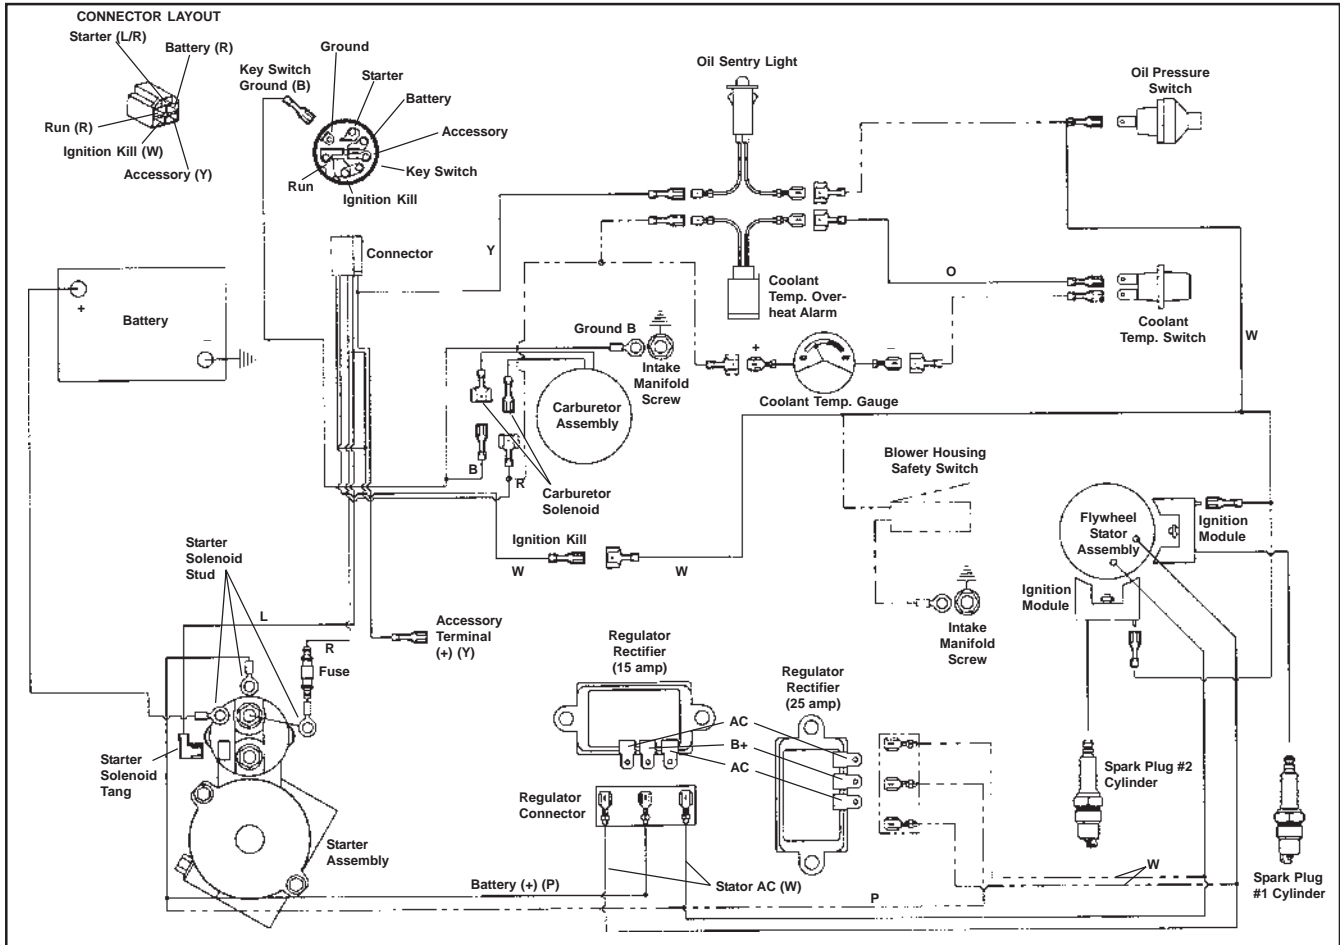 CONNECTOR LAYOUT
Starter (L/R)
Battery (R)
Run (R)
Ignition Kill (W)
Accessory (Y)
Key Switch
Ground (B)
Ground
Starter
Battery
Accessory
Key Switch
Run
Ignition Kill
Oil Sentry Light
Oil Pressure
Switch
Connector
Y
Battery
+
–
Coolant
Temp. Over-
heat Alarm
O
Coolant
Temp. Switch
W
Ground B
Intake
Manifold
Screw
+
–
Coolant Temp. Gauge
Carburetor
Assembly
B
R
Carburetor
Solenoid
Blower Housing
Safety Switch
Ignition Kill
W
W
Flywheel
Stator
Assembly
Ignition
Module
Ignition
Module
Intake
Manifold
Screw
Starter
Solenoid
Stud
L
R
Fuse
Accessory
Terminal
(+) (Y)
Regulator
Rectifier
(15 amp)
Regulator
Rectifier
(25 amp)
AC
B+
AC
Starter
Solenoid
Tang
Regulator
Connector
Starter
Assembly
Battery (+) (P)
Stator AC (W)
P
W
Spark Plug #2
Cylinder
Spark Plug
#1 Cylinder